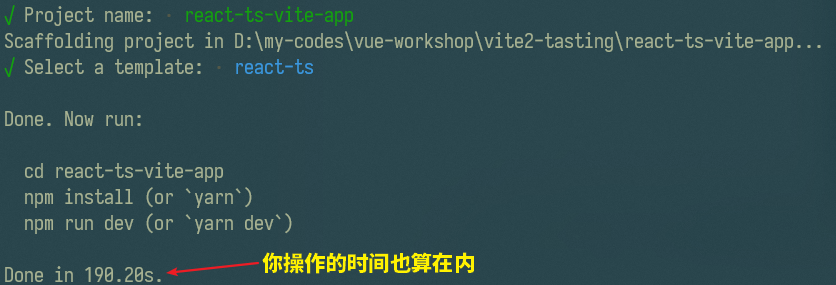 √ Project name: · react-ts-vite-app
Scaffolding project in D:\my-codes\vue-workshop\vite2-tasting\react-ts-vite-app...
√ Select a template: · react-ts
Done. Now run:
cd react-ts-vite-app
npm install (or `yarn`)
npm run dev (or `yarn dev`)
Done in 190.20s.
你操作的时间也算在内